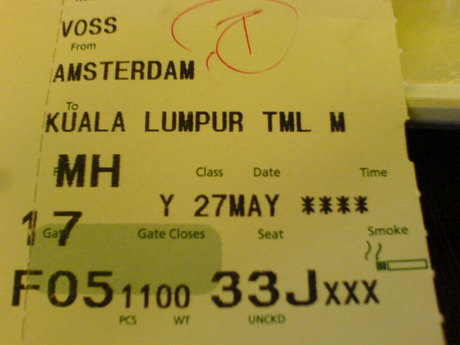 VOSS
From
AMSTERDAM
To
KUALA LUMPUR TML M
MH
Class Date Time
Y 27MAY ****
17
Gate Gate Closes Seat Smoke
F05 1100 33J XXX
PCS WT UNCKD